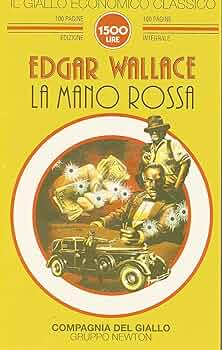 IL GIALLO ECONOMICO CLASSICO
100 PAGINE
1500
LIRE
100 PAGINE
EDIZIONE
INTEGRALE
EDGAR WALLACE
LA MANO ROSSA
COMPAGNIA DEL GIALLO
GRUPPO NEWTON